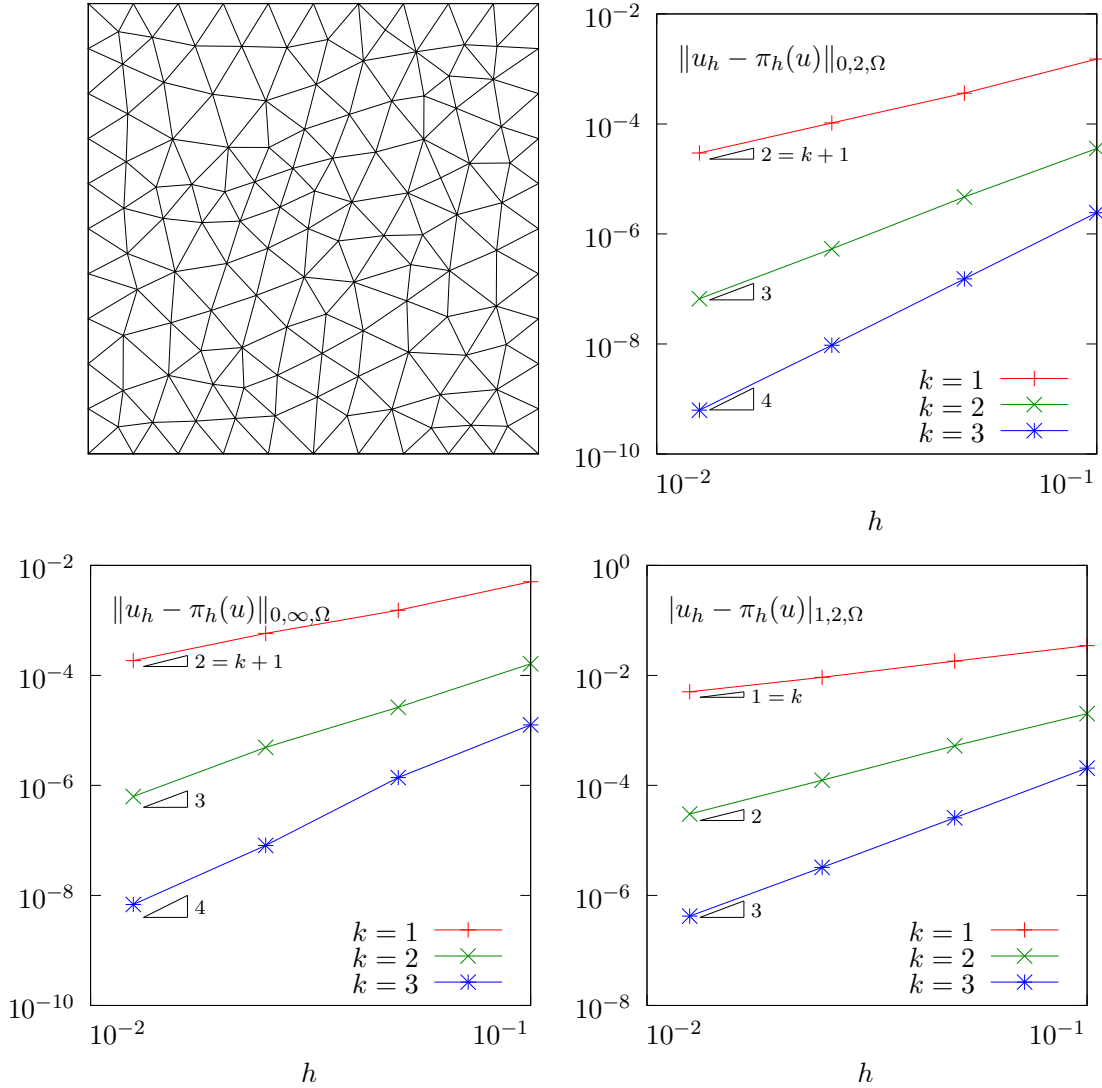 10^{-2}
‖u_h − π_h(u)‖_{0,2,Ω}
10^{-4}
2 = k + 1
10^{-6}
3
10^{-8}
4
k = 1
k = 2
k = 3
10^{-10}
10^{-2}
10^{-1}
h
10^{-2}
‖u_h − π_h(u)‖_{0,∞,Ω}
10^{-4}
2 = k + 1
10^{-6}
3
10^{-8}
4
k = 1
k = 2
k = 3
10^{-10}
10^{-2}
10^{-1}
h
10^{0}
|u_h − π_h(u)|_{1,2,Ω}
10^{-2}
1 = k
10^{-4}
2
10^{-6}
3
k = 1
k = 2
k = 3
10^{-8}
10^{-2}
10^{-1}
h